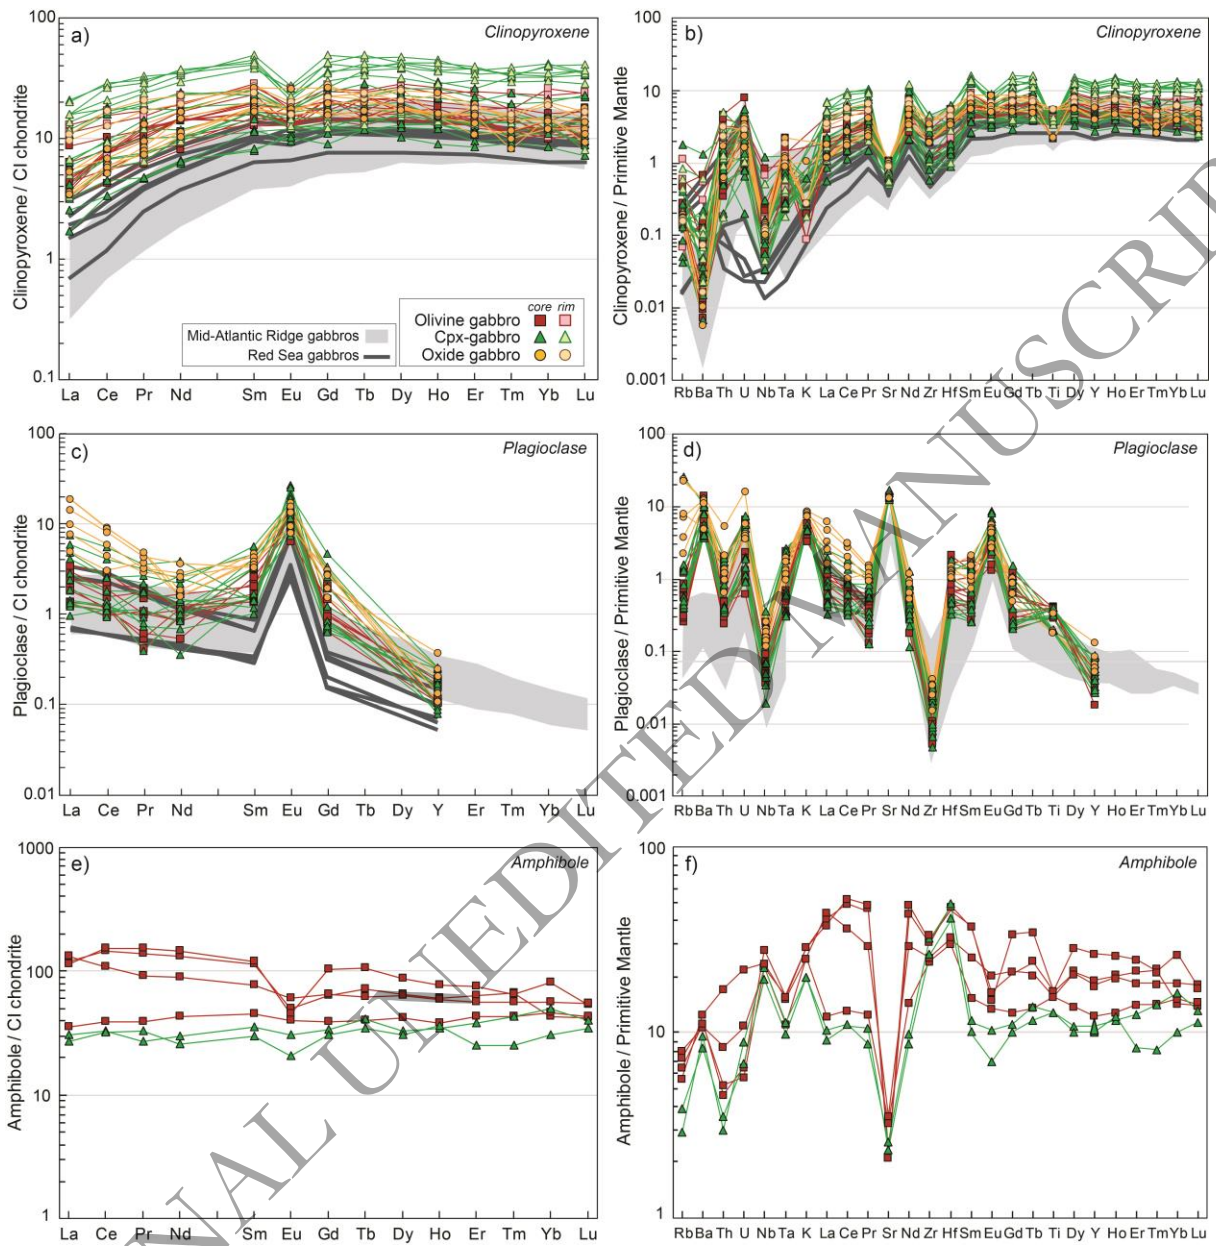 a) Clinopyroxene
Clinopyroxene / CI chondrite
100
10
1
0.1
Mid-Atlantic Ridge gabbros
Red Sea gabbros
core rim
Olivine gabbro
Cpx-gabbro
Oxide gabbro
La Ce Pr Nd Sm Eu Gd Tb Dy Ho Er Tm Yb Lu
b) Clinopyroxene
Clinopyroxene / Primitive Mantle
100
10
1
0.1
0.01
0.001
Rb Ba Th U Nb Ta K La Ce Pr Sr Nd Zr Hf Sm Eu Gd Tb Ti Dy Y Ho Er Tm Yb Lu
c) Plagioclase
Plagioclase / CI chondrite
100
10
1
0.1
0.01
La Ce Pr Nd Sm Eu Gd Tb Dy Y Er Tm Yb Lu
d) Plagioclase
Plagioclase / Primitive Mantle
100
10
1
0.1
0.01
0.001
Rb Ba Th U Nb Ta K La Ce Pr Sr Nd Zr Hf Sm Eu Gd Tb Ti Dy Y Ho Er Tm Yb Lu
e) Amphibole
Amphibole / CI chondrite
1000
100
10
1
La Ce Pr Nd Sm Eu Gd Tb Dy Ho Er Tm Yb Lu
f) Amphibole
Amphibole / Primitive Mantle
100
10
1
Rb Ba Th U Nb Ta K La Ce Pr Sr Nd Zr Hf Sm Eu Gd Tb Ti Dy Y Ho Er Tm Yb Lu
NAL UNEDITED MANUSCRIP